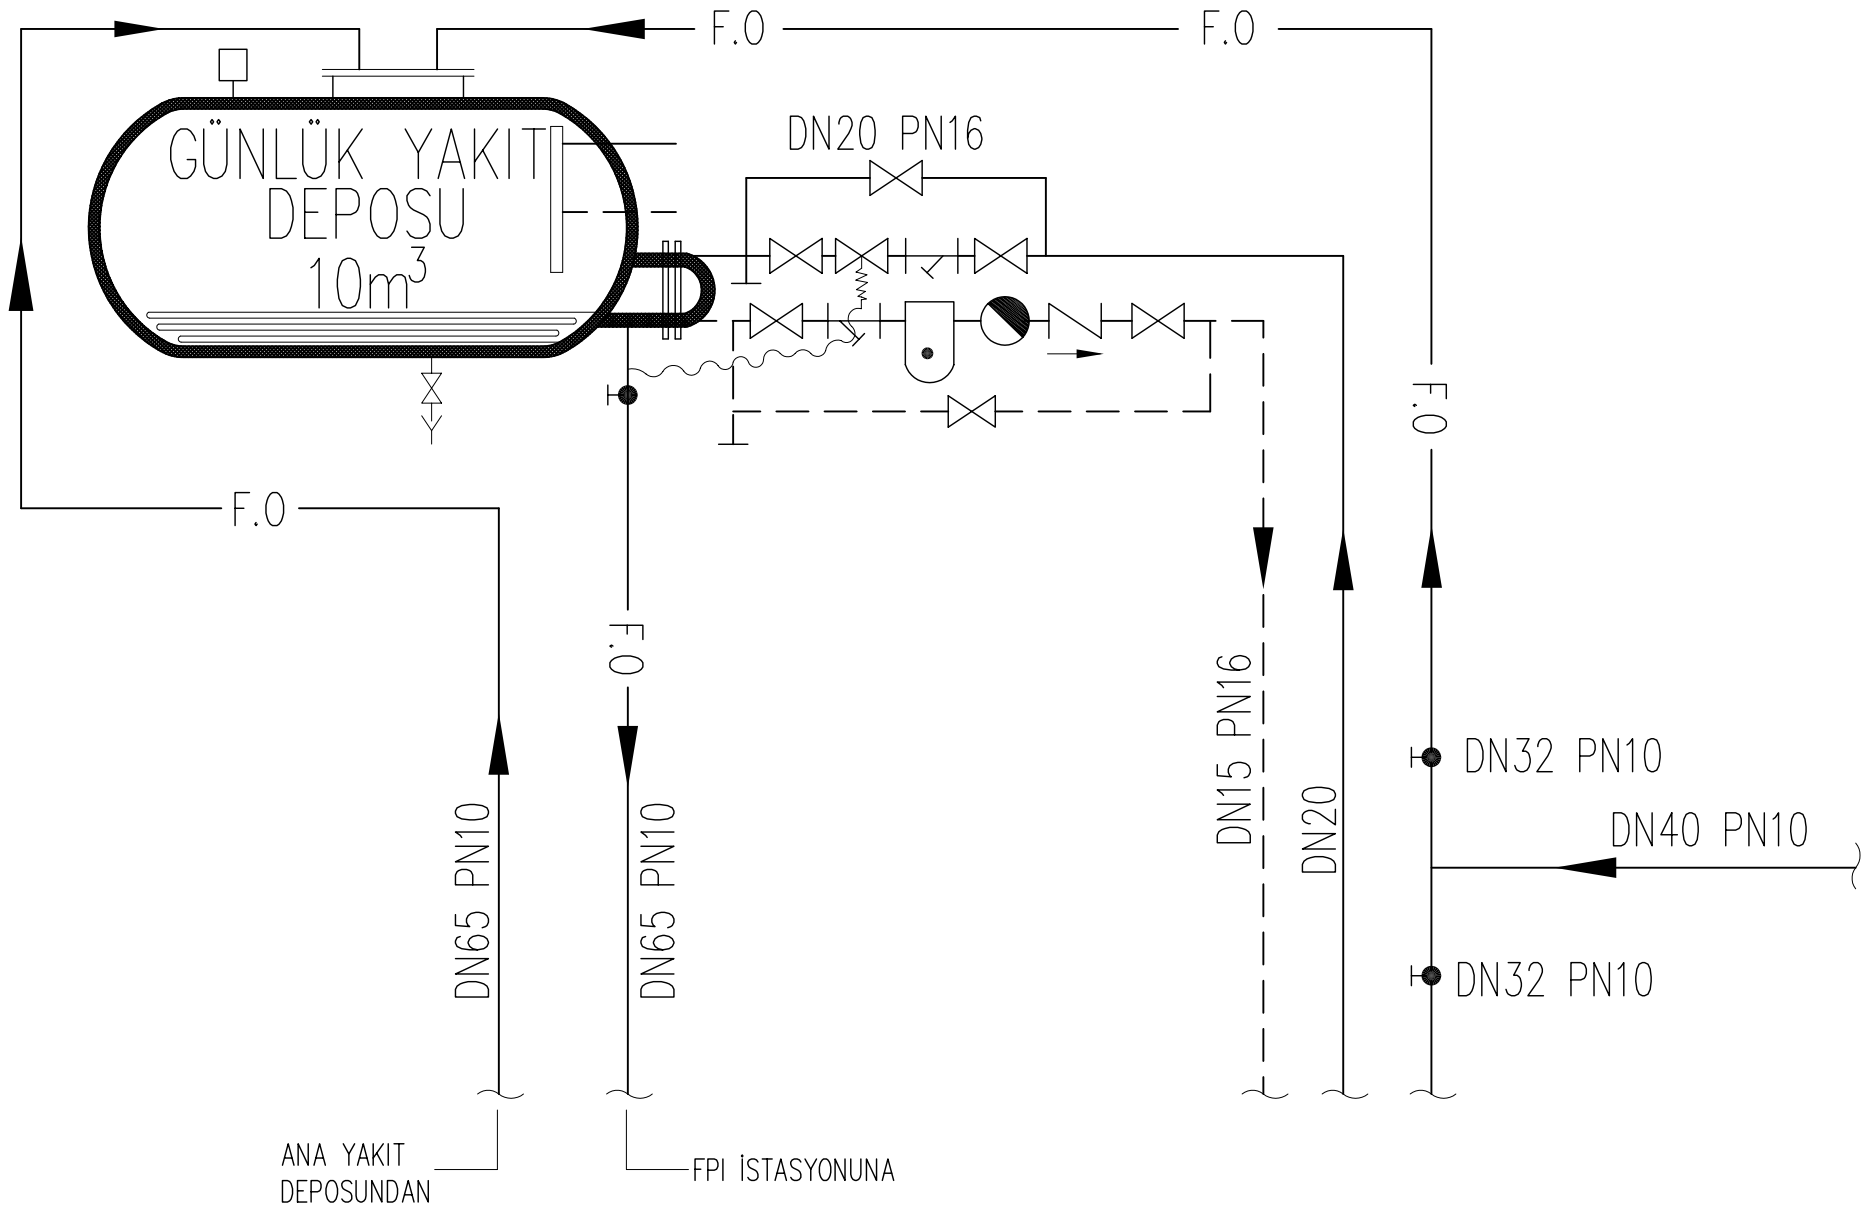 F.O
F.O
DN20 PN16
GÜNLÜK YAKIT
DEPOSU
10m³
F.O
F.O
F.O
DN15 PN16
DN20
DN32 PN10
DN40 PN10
DN65 PN10
DN65 PN10
DN32 PN10
ANA YAKIT
DEPOSUNDAN
FPI İSTASYONUNA